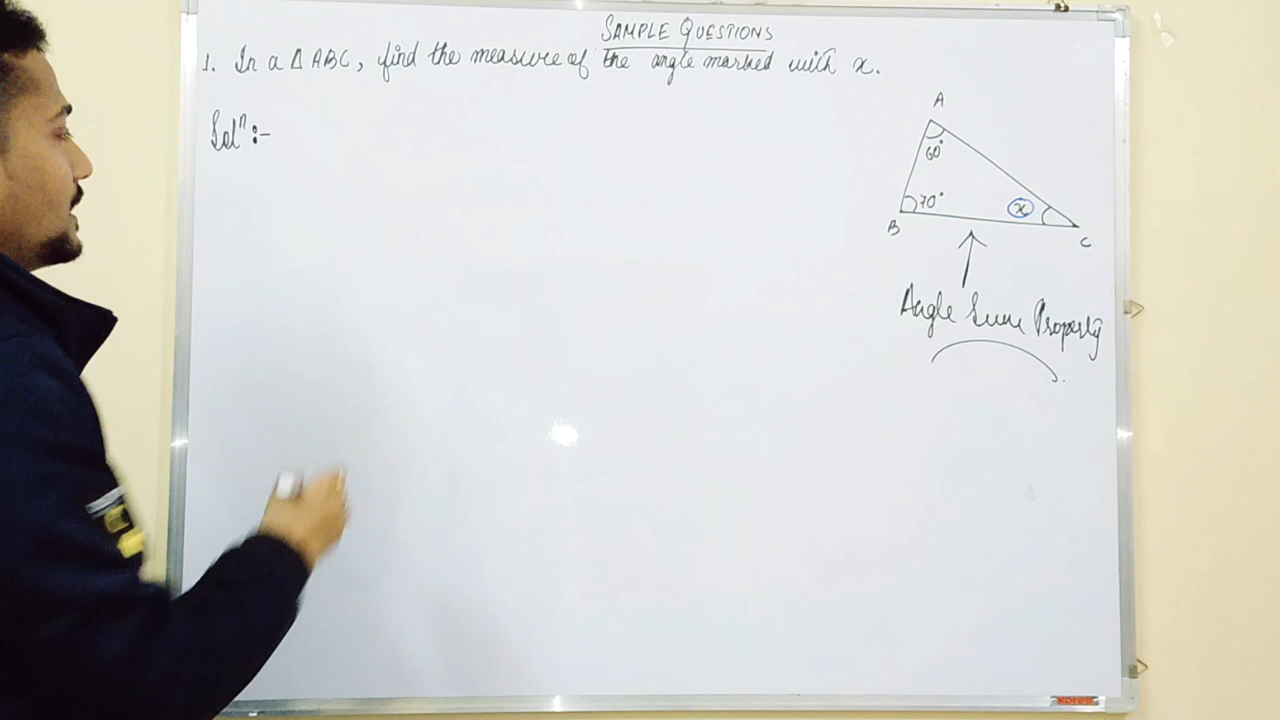 SAMPLE QUESTIONS
1. In a Δ ABC, find the measure of the angle marked with x.
Solⁿ :-
A
60°
70°
x
B
C
Angle Sum Property
kores